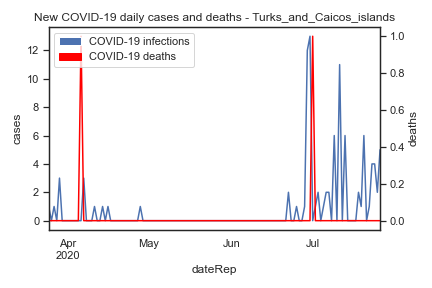 New COVID-19 daily cases and deaths - Turks_and_Caicos_islands
COVID-19 infections
COVID-19 deaths
cases
12
10
8
6
4
2
0
1.0
0.8
0.6
0.4
0.2
0.0
deaths
Apr
2020
May
Jun
Jul
dateRep